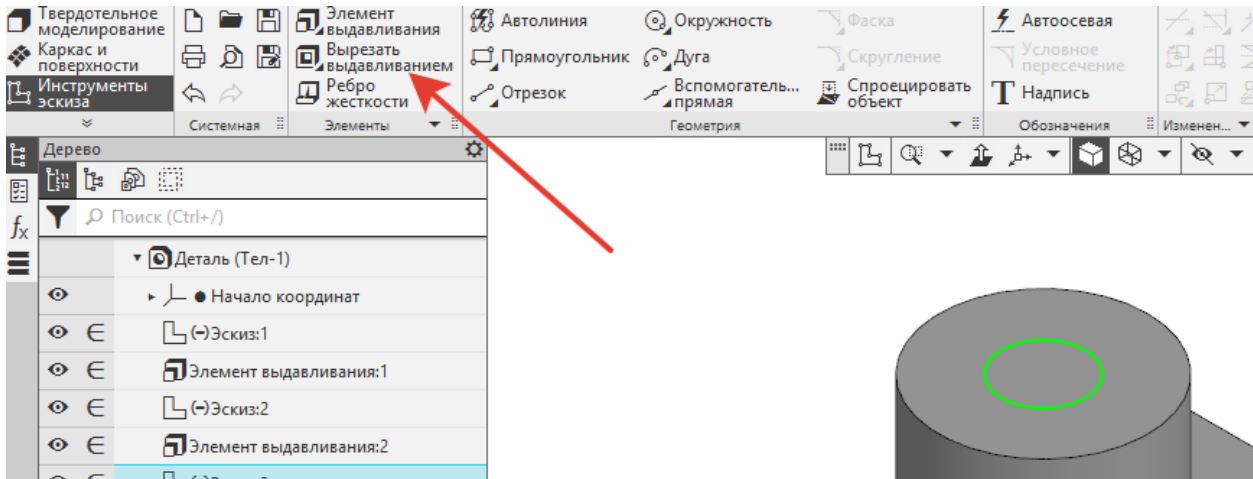 Твердотельное моделирование
Элемент выдавливания
Автолиния
Окружность
Фаска
Автоосевая
Каркас и поверхности
Вырезать выдавливанием
Прямоугольник
Дуга
Скругление
Условное пересечение
Инструменты эскиза
Ребро жесткости
Отрезок
Вспомогатель... прямая
Спроецировать объект
Надпись
Системная
Элементы
Геометрия
Обозначения
Изменен...
Дерево
Поиск (Ctrl+/)
Деталь (Тел-1)
Начало координат
(-)Эскиз:1
Элемент выдавливания:1
(-)Эскиз:2
Элемент выдавливания:2